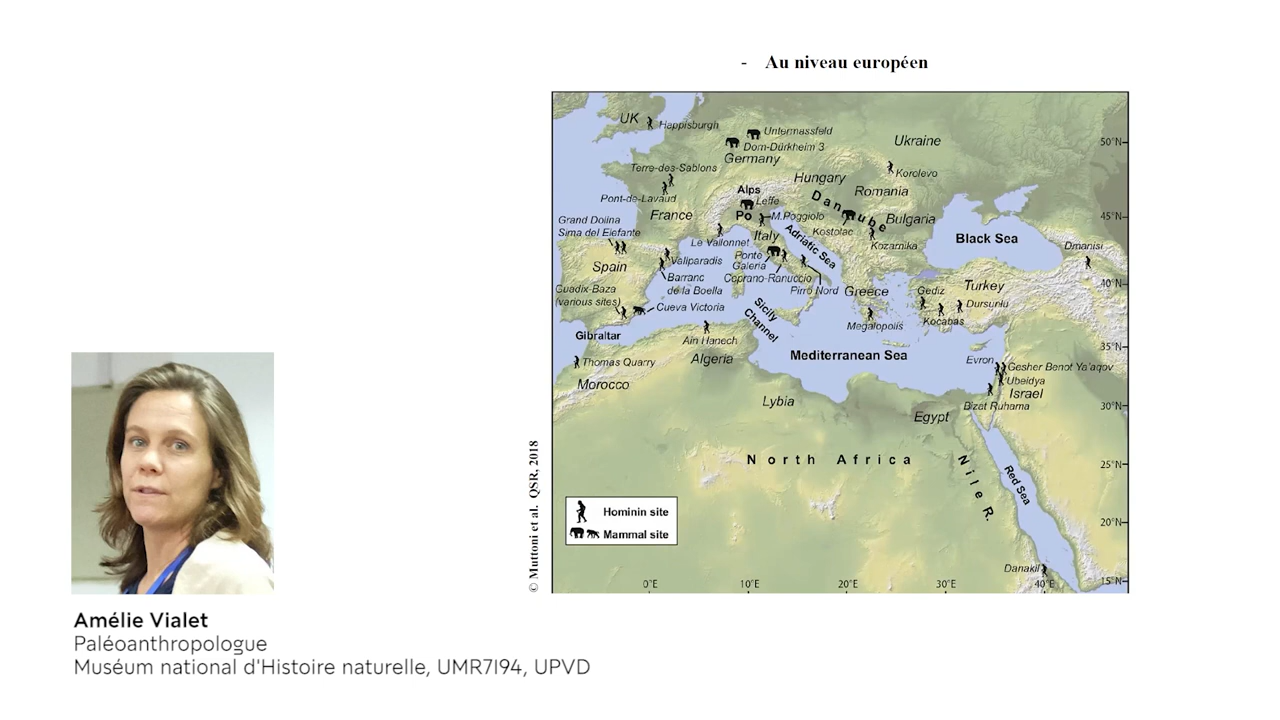 - Au niveau européen
UK
Happisburgh
Untermassfeld
Dom-Dürkheim 3
Germany
Ukraine
50°N
Terre-des-Sablons
Hungary
Korolevo
Pont-de-Lavaud
Alps
Romania
Leffe
Danube
Grand Dolina
France
Po
M.Poggiolo
Bulgaria
45°N
Sima del Elefante
Italy
Adriatic Sea
Kostolac
Black Sea
Le Vallonnet
Kozarnika
Dmanisi
Spain
Valiparadis
Ponte
Galeria
Barranc
de la Boella
Coprano-Ranuccio
Pirro Nord
Greece
Gediz
Turkey
40°N
Guadix-Baza
(various sites)
Cueva Victoria
Sicily
Channel
Dursunlu
Kocabas
Megalopolis
Gibraltar
Ain Hanech
35°N
Thomas Quarry
Algeria
Mediterranean Sea
Evron
Gesher Benot Ya'aqov
Ubeidya
Morocco
Israel
Lybia
Bizat Ruhama
30°N
Egypt
North Africa
Nile R.
Red Sea
25°N
Hominin site
Mammal site
20°N
Danakil
15°N
0°E
10°E
20°E
30°E
40°E
© Muttoni et al. QSR, 2018
Amélie Vialet
Paléoanthropologue
Muséum national d'Histoire naturelle, UMR7194, UPVD